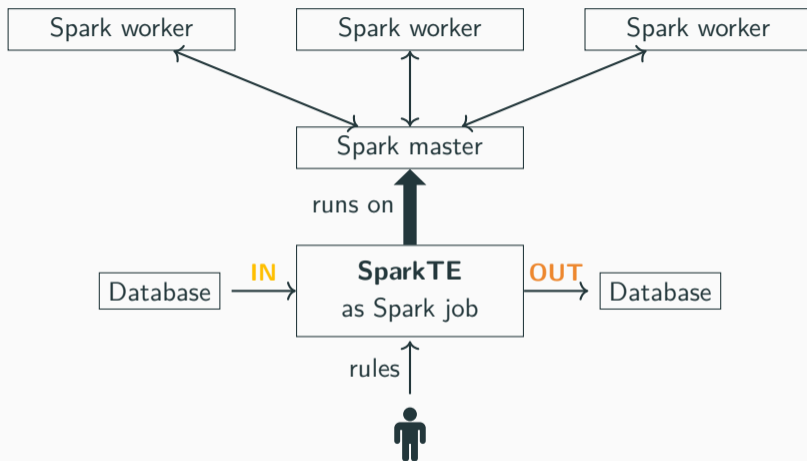 Spark worker
Spark worker
Spark worker
Spark master
runs on
IN
SparkTE
OUT
Database
as Spark job
Database
rules